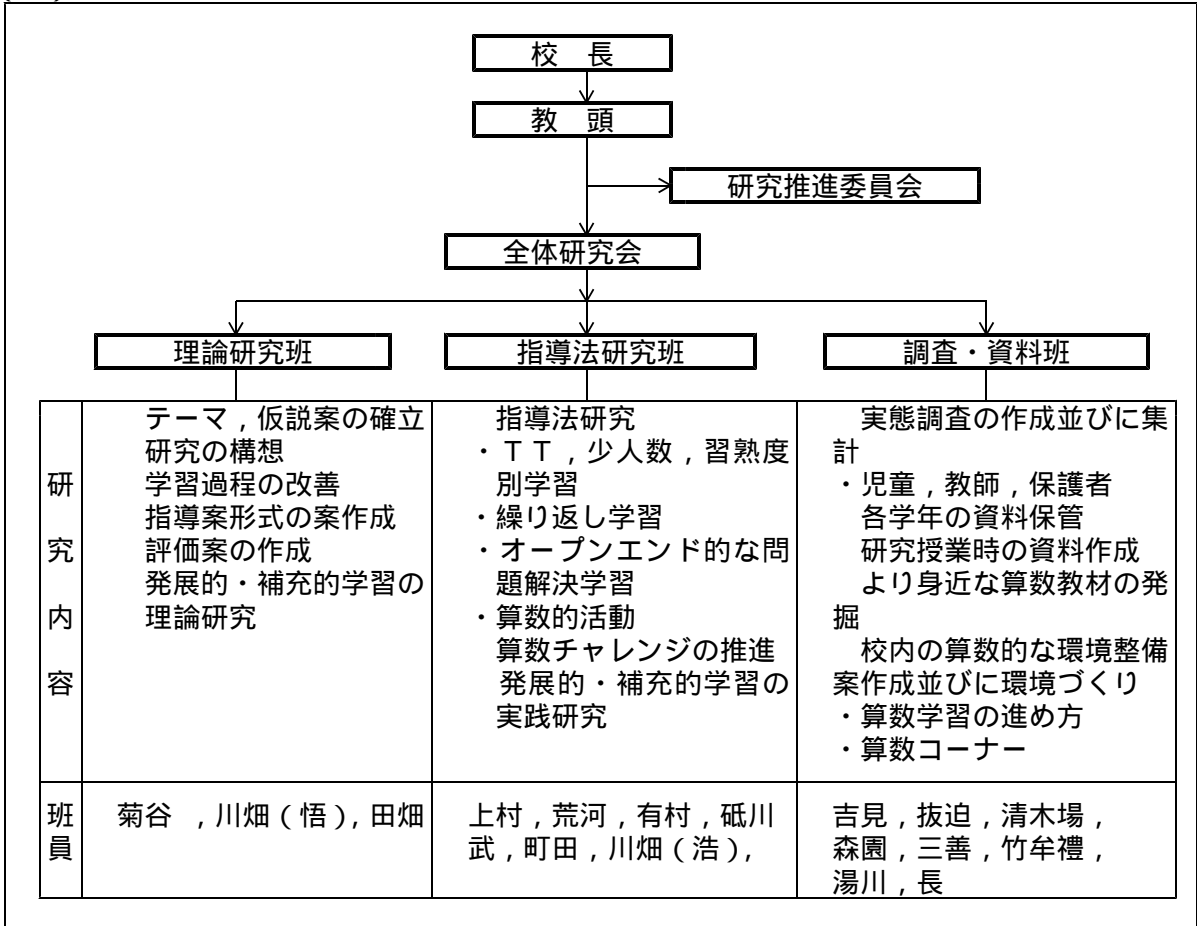 校　長
教　頭
研究推進委員会
全体研究会
理論研究班
指導法研究班
調査・資料班
研究内容
テーマ，仮説案の確立
研究の構想
学習過程の改善
指導案形式の案作成
評価案の作成
発展的・補充的学習の
理論研究
指導法研究
・ＴＴ，少人数，習熟度
別学習
・繰り返し学習
・オープンエンド的な問
題解決学習
・算数的活動
算数チャレンジの推進
発展的・補充的学習の
実践研究
実態調査の作成並びに集
計
・児童，教師，保護者
各学年の資料保管
研究授業時の資料作成
より身近な算数教材の発
掘
校内の算数的な環境整備
案作成並びに環境づくり
・算数学習の進め方
・算数コーナー
班員
菊谷　，川畑（悟），田畑
上村，荒河，有村，砥川
武，町田，川畑（浩），
吉見，抜迫，清木場，
森園，三善，竹牟禮，
湯川，長